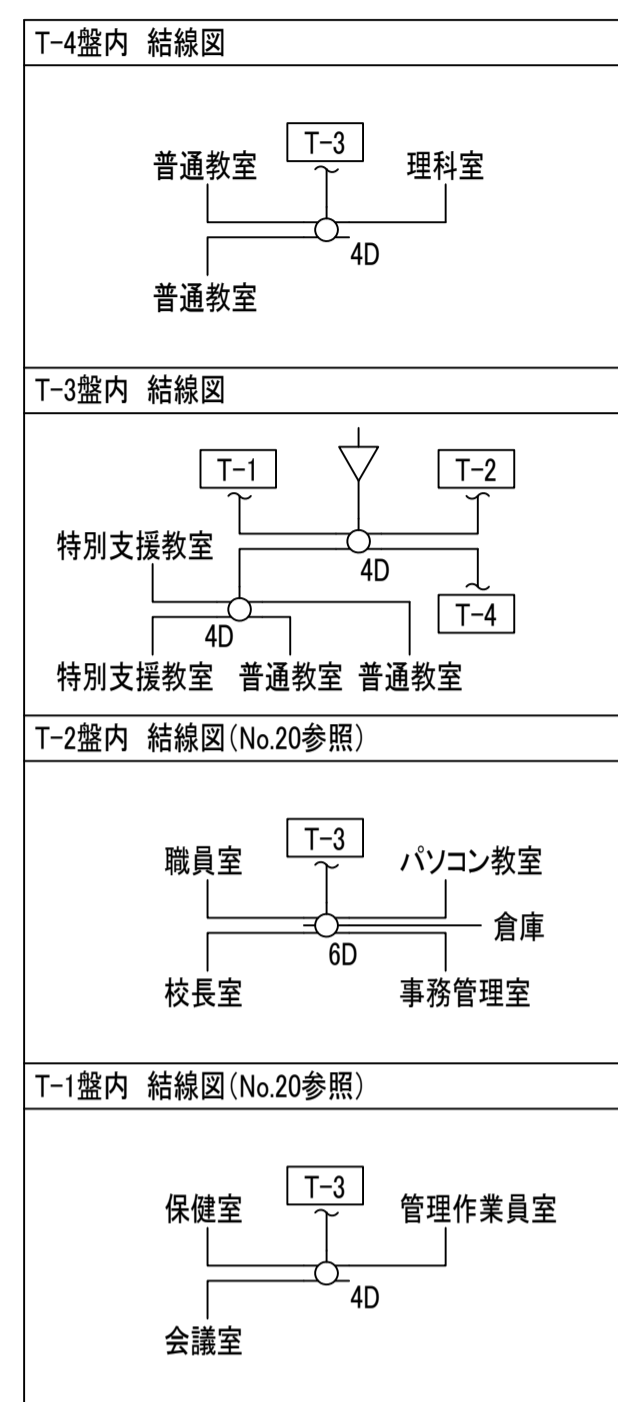 T-4盤内 結線図
T-3
普通教室
理科室
4D
普通教室
T-3盤内 結線図
T-1
T-2
特別支援教室
4D
4D
T-4
特別支援教室 普通教室 普通教室
T-2盤内 結線図(No.20参照)
T-3
職員室
パソコン教室
倉庫
6D
校長室
事務管理室
T-1盤内 結線図(No.20参照)
T-3
保健室
管理作業員室
4D
会議室